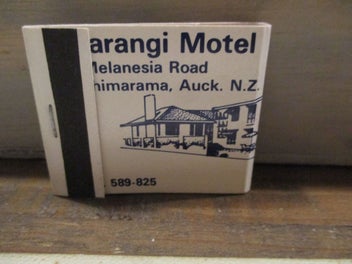 arangi Motel
Melanesia Road
himarama, Auck. N.Z.
589-825